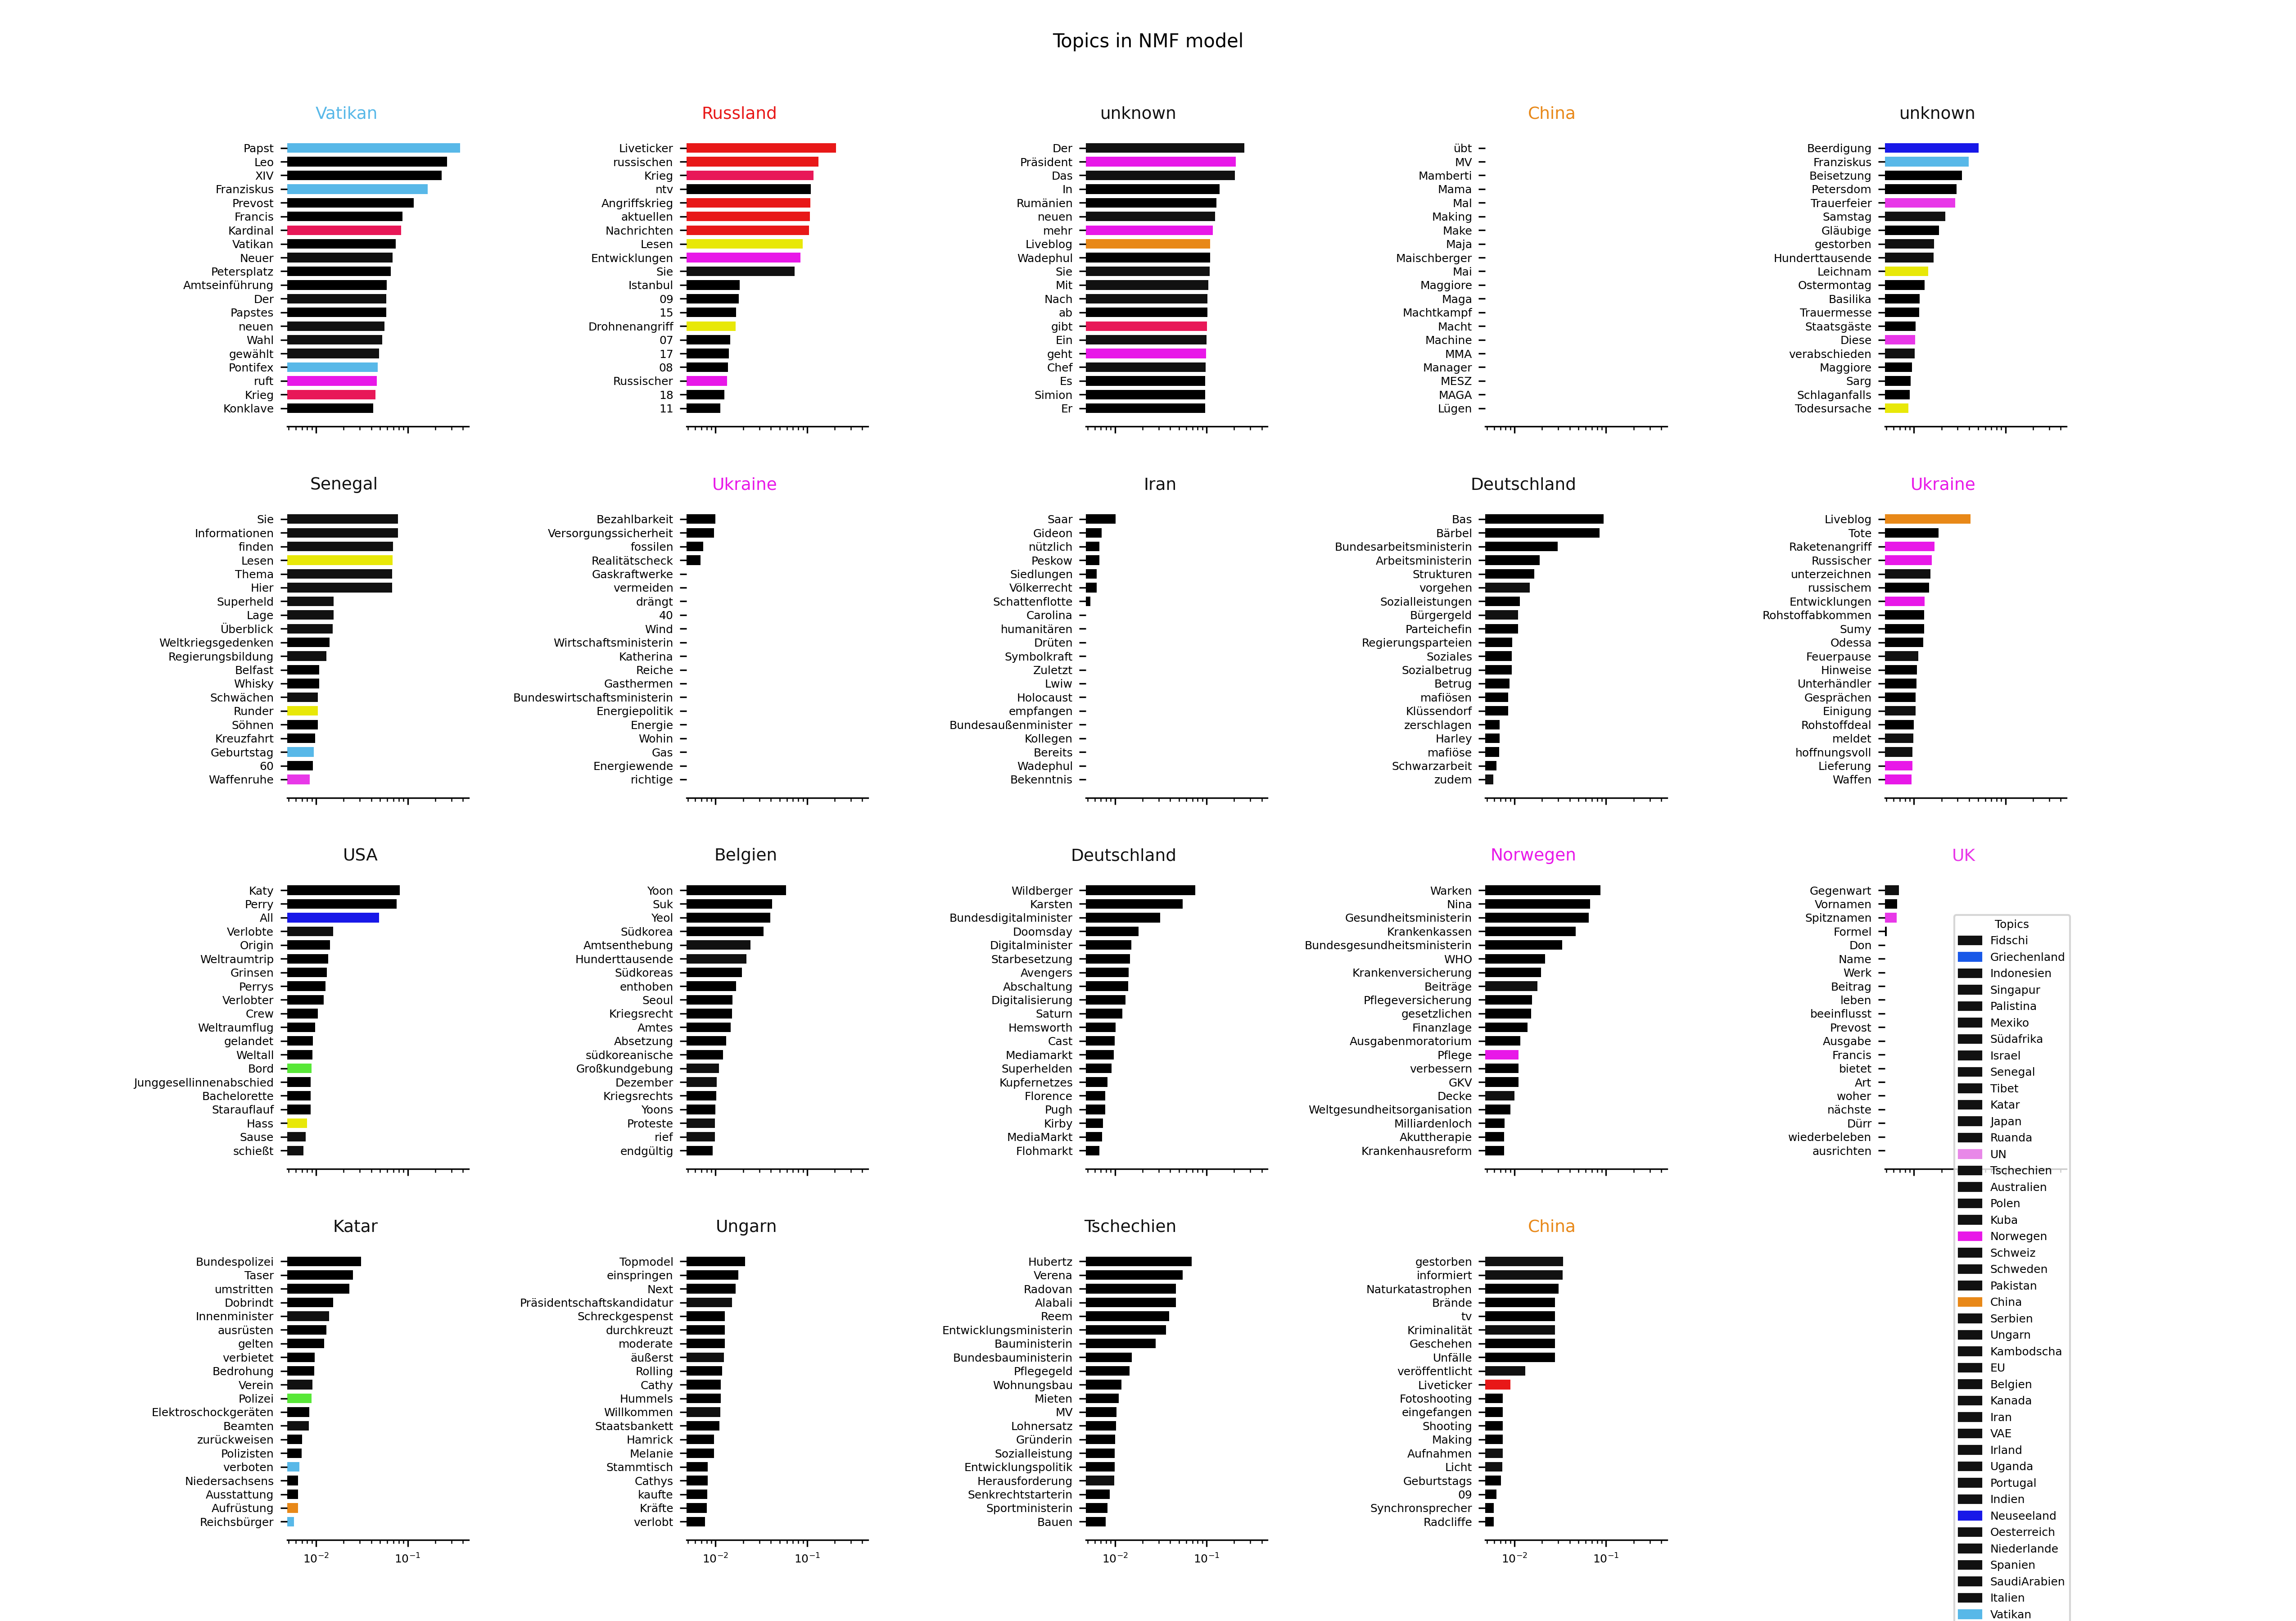 Topics in NMF model
Vatikan
Papst
Leo
XIV
Franziskus
Prevost
Francis
Kardinal
Vatikan
Neuer
Petersplatz
Amtseinführung
Der
Papstes
neuen
Wahl
gewählt
Pontifex
ruft
Krieg
Konklave
Russland
Liveticker
russischen
Krieg
ntv
Angriffskrieg
aktuellen
Nachrichten
Lesen
Entwicklungen
Sie
Istanbul
09
15
Drohnenangriff
07
17
08
Russischer
18
11
unknown
Der
Präsident
Das
In
Rumänien
neuen
mehr
Liveblog
Wadephul
Sie
Mit
Nach
ab
gibt
Ein
geht
Chef
Es
Simion
Er
China
übt
MV
Mamberti
Mama
Mal
Making
Make
Maja
Maischberger
Mai
Maggiore
Maga
Machtkampf
Macht
Machine
MMA
Manager
MESZ
MAGA
Lügen
unknown
Beerdigung
Franziskus
Beisetzung
Petersdom
Trauerfeier
Samstag
Gläubige
gestorben
Hunderttausende
Leichnam
Ostermontag
Basilika
Trauermesse
Staatsgäste
Diese
verabschieden
Maggiore
Sarg
Schlaganfalls
Todesursache
Senegal
Sie
Informationen
finden
Lesen
Thema
Hier
Superheld
Lage
Überblick
Weltkriegsgedenken
Regierungsbildung
Belfast
Whisky
Schwächen
Runder
Söhnen
Kreuzfahrt
Geburtstag
60
Waffenruhe
Ukraine
Bezahlbarkeit
Versorgungssicherheit
fossilen
Realitätscheck
Gaskraftwerke
vermeiden
drängt
40
Wind
Wirtschaftsministerin
Katherina
Reiche
Gasthermen
Bundeswirtschaftsministerin
Energiepolitik
Energie
Wohin
Gas
Energiewende
richtige
Iran
Saar
Gideon
nützlich
Peskow
Siedlungen
Völkerrecht
Schattenflotte
Carolina
humanitären
Drüten
Symbolkraft
Zuletzt
Lwiw
Holocaust
empfangen
Bundesaußenminister
Kollegen
Bereits
Wadephul
Bekenntnis
Deutschland
Bas
Bärbel
Bundesarbeitsministerin
Arbeitsministerin
Strukturen
vorgehen
Sozialleistungen
Bürgergeld
Parteichefin
Regierungsparteien
Soziales
Sozialbetrug
Betrug
mafiösen
Klüssendorf
zerschlagen
Harley
mafiöse
Schwarzarbeit
zudem
Ukraine
Liveblog
Tote
Raketenangriff
Russischer
unterzeichnen
russischem
Entwicklungen
Rohstoffabkommen
Sumy
Odessa
Feuerpause
Hinweise
Unterhändler
Gesprächen
Einigung
Rohstoffdeal
meldet
hoffnungsvoll
Lieferung
Waffen
USA
Katy
Perry
All
Verlobte
Origin
Weltraumtrip
Grinsen
Perrys
Verlobter
Crew
Weltraumflug
gelandet
Weltall
Bord
Junggesellinnenabschied
Bachelorette
Starauflauf
Hass
Sause
schießt
Belgien
Yoon
Suk
Yeol
Südkorea
Amtsenthebung
Hunderttausende
Südkoreas
enthoben
Seoul
Kriegsrecht
Amtes
Absetzung
südkoreanische
Großkundgebung
Dezember
Kriegsrechts
Yoons
Proteste
rief
endgültig
Deutschland
Wildberger
Karsten
Bundesdigitalminister
Doomsday
Digitalminister
Starbesetzung
Avengers
Abschaltung
Digitalisierung
Saturn
Hemsworth
Cast
Mediamarkt
Superhelden
Kupfernetzes
Florence
Pugh
Kirby
MediaMarkt
Flohmarkt
Norwegen
Warken
Nina
Gesundheitsministerin
Krankenkassen
Bundesgesundheitsministerin
WHO
Krankenversicherung
Beiträge
Pflegeversicherung
gesetzlichen
Finanzlage
Ausgabenmoratorium
Pflege
verbessern
GKV
Decke
Weltgesundheitsorganisation
Milliardenloch
Akuttherapie
Krankenhausreform
UK
Gegenwart
Vornamen
Spitznamen
Formel
Don
Name
Werk
Beitrag
leben
beeinflusst
Prevost
Ausgabe
Francis
bietet
Art
woher
nächste
Dürr
wiederbeleben
ausrichten
Katar
Bundespolizei
Taser
umstritten
Dobrindt
Innenminister
ausrüsten
gelten
verbietet
Bedrohung
Verein
Polizei
Elektroschockgeräten
Beamten
zurückweisen
Polizisten
verboten
Niedersachsens
Ausstattung
Aufrüstung
Reichsbürger
10⁻² 10⁻¹
Ungarn
Topmodel
einspringen
Next
Präsidentschaftskandidatur
Schreckgespenst
durchkreuzt
moderate
äußerst
Rolling
Cathy
Hummels
Willkommen
Staatsbankett
Hamrick
Melanie
Stammtisch
Cathys
kaufte
Kräfte
verlobt
10⁻² 10⁻¹
Tschechien
Hubertz
Verena
Radovan
Alabali
Reem
Entwicklungsministerin
Bauministerin
Bundesbauministerin
Pflegegeld
Wohnungsbau
Mieten
MV
Lohnersatz
Gründerin
Sozialleistung
Entwicklungspolitik
Herausforderung
Senkrechtstarterin
Sportministerin
Bauen
10⁻² 10⁻¹
China
gestorben
informiert
Naturkatastrophen
Brände
tv
Kriminalität
Geschehen
Unfälle
veröffentlicht
Liveticker
Fotoshooting
eingefangen
Shooting
Making
Aufnahmen
Licht
Geburtstags
09
Synchronsprecher
Radcliffe
10⁻² 10⁻¹
Topics
Fidschi
Griechenland
Indonesien
Singapur
Palistina
Mexiko
Südafrika
Israel
Senegal
Tibet
Katar
Japan
Ruanda
UN
Tschechien
Australien
Polen
Kuba
Norwegen
Schweiz
Schweden
Pakistan
China
Serbien
Ungarn
Kambodscha
EU
Belgien
Kanada
Iran
VAE
Irland
Uganda
Portugal
Indien
Neuseeland
Oesterreich
Niederlande
Spanien
SaudiArabien
Italien
Vatikan